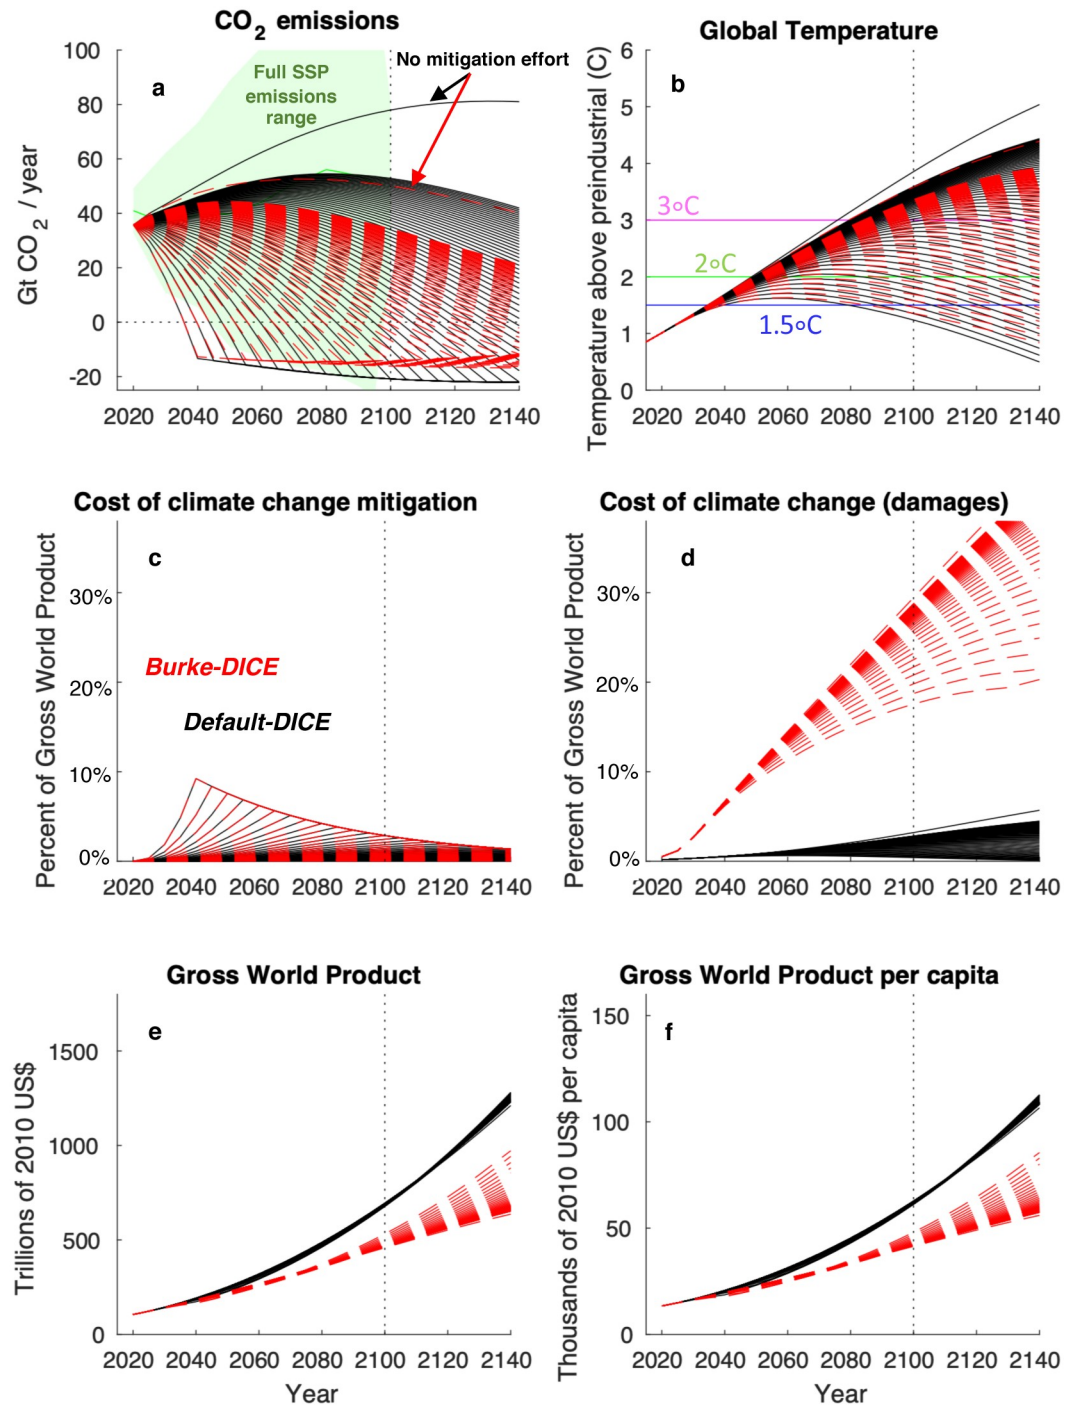 CO2 emissions
Gt CO2 / year
100
80
60
40
20
0
-20
a
Full SSP
emissions
range
No mitigation effort
2020 2040 2060 2080 2100 2120 2140
Global Temperature
Temperature above preindustrial (C)
6
5
4
3
2
1
0
b
3°C
2°C
1.5°C
2020 2040 2060 2080 2100 2120 2140
Cost of climate change mitigation
Percent of Gross World Product
30%
20%
10%
0%
c
Burke-DICE
Default-DICE
2020 2040 2060 2080 2100 2120 2140
Cost of climate change (damages)
Percent of Gross World Product
30%
20%
10%
0%
d
2020 2040 2060 2080 2100 2120 2140
Gross World Product
Trillions of 2010 US$
1500
1000
500
0
e
2020 2040 2060 2080 2100 2120 2140
Year
Gross World Product per capita
Thousands of 2010 US$ per capita
150
100
50
0
f
2020 2040 2060 2080 2100 2120 2140
Year